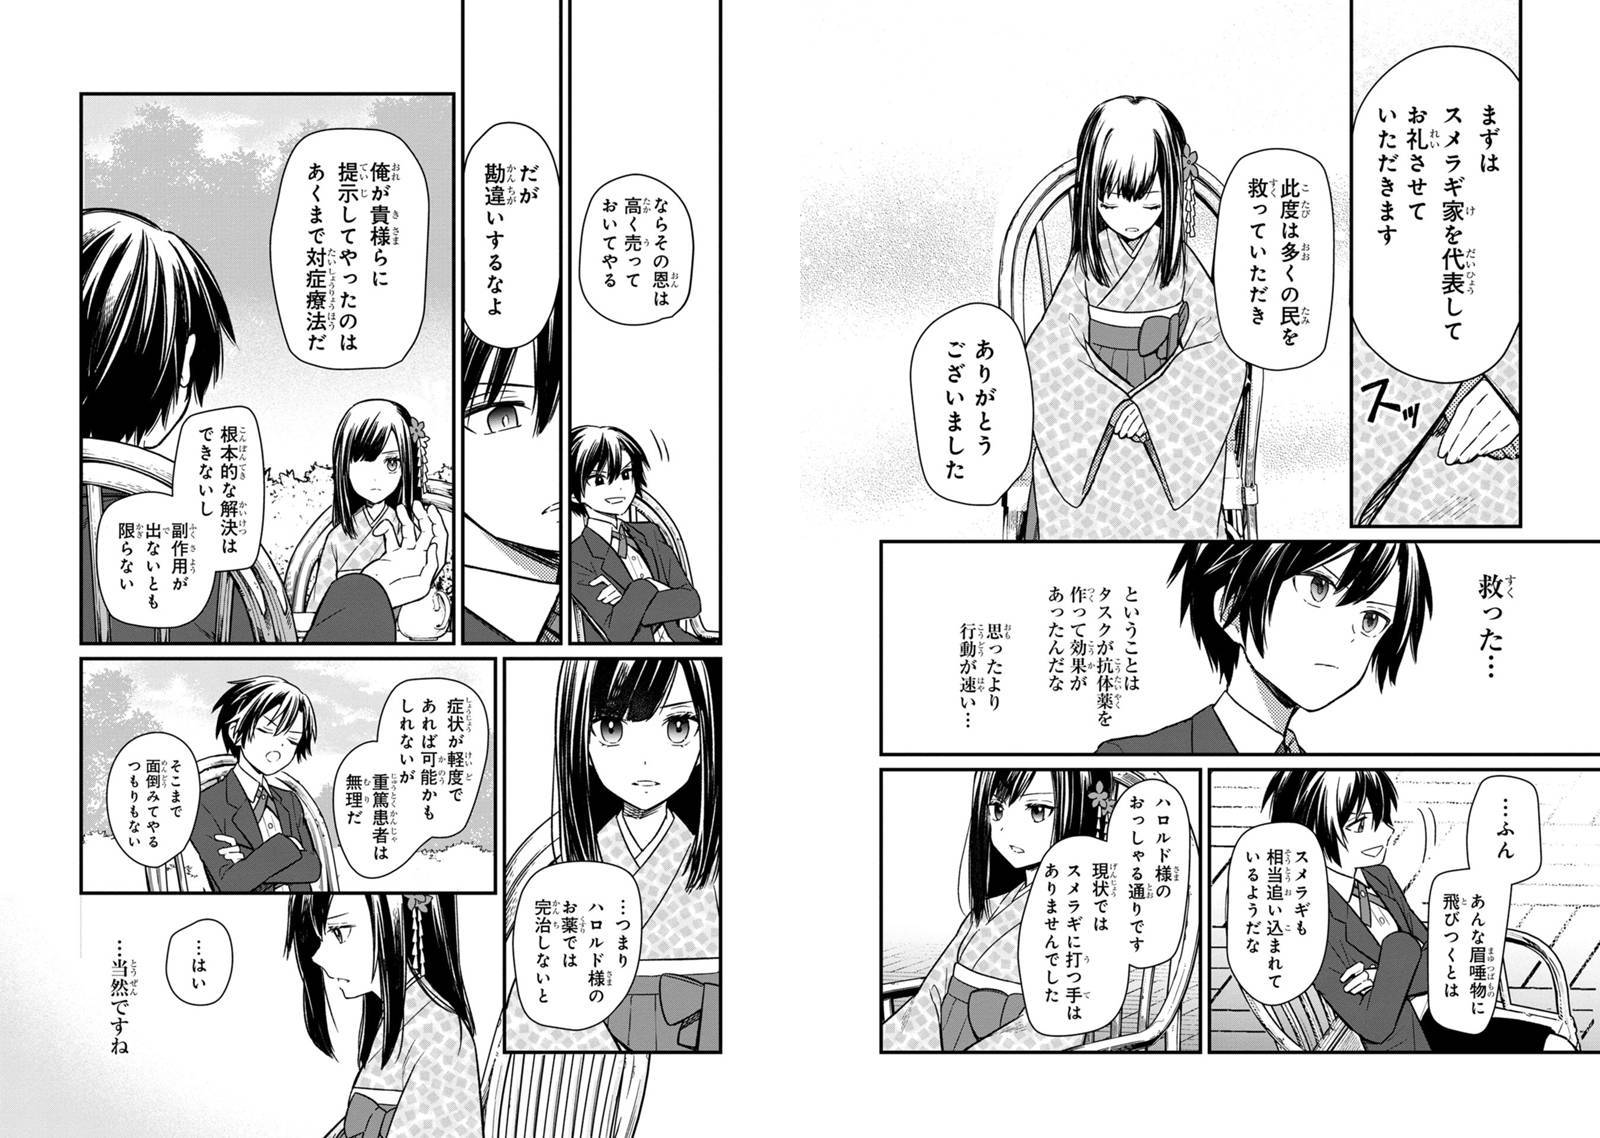 まずは
スメラギ家を代表して
お礼させて
いただきます
スッ
此度は多くの民を
救っていただき
ありがとう
ございました
救った…
ということは
タスクが抗体薬を
作って効果が
あったんだな
思ったより
行動が速い…
…ふん
あんな眉唾物に
飛びつくとは
スメラギも
相当追い込まれて
いるようだな
ハロルド様の
おっしゃる通りです
現状では
スメラギに打つ手は
ありませんでした
ならその恩は
高く売って
おいてやる
だが
勘違いするなよ
俺が貴様らに
提示してやったのは
あくまで対症療法だ
根本的な解決は
できないし
副作用が
出ないとも
限らない
…つまり
ハロルド様の
お薬では
完治しないと
症状が軽度で
あれば可能かも
しれないが
重篤患者は
無理だ
そこまで
面倒みてやる
つもりもない
…はい
…当然ですね